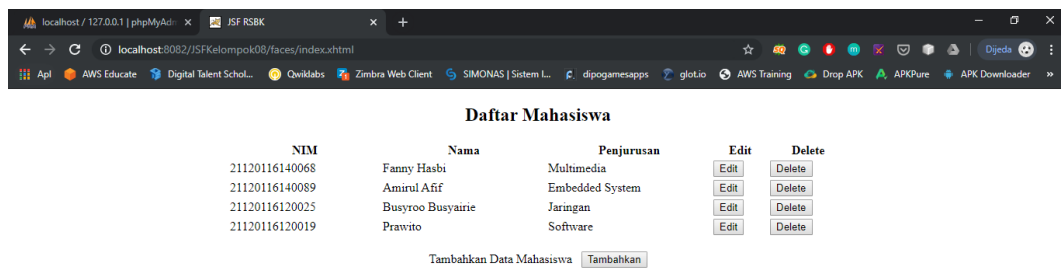 localhost / 127.0.0.1 | phpMyAdm
JSF RSBK
localhost:8082/JSFKelompok08/faces/index.xhtml
Dijeda
Apl
AWS Educate
Digital Talent Schol...
Qwiklabs
Zimbra Web Client
SIMONAS | Sistem I...
dipogamesapps
glot.io
AWS Training
Drop APK
APKPure
APK Downloader
»
Daftar Mahasiswa
NIM Nama Penjurusan Edit Delete
21120116140068 Fanny Hasbi Multimedia Edit Delete
21120116140089 Amirul Afif Embedded System Edit Delete
21120116120025 Busyroo Busyairie Jaringan Edit Delete
21120116120019 Prawito Software Edit Delete
Tambahkan Data Mahasiswa Tambahkan